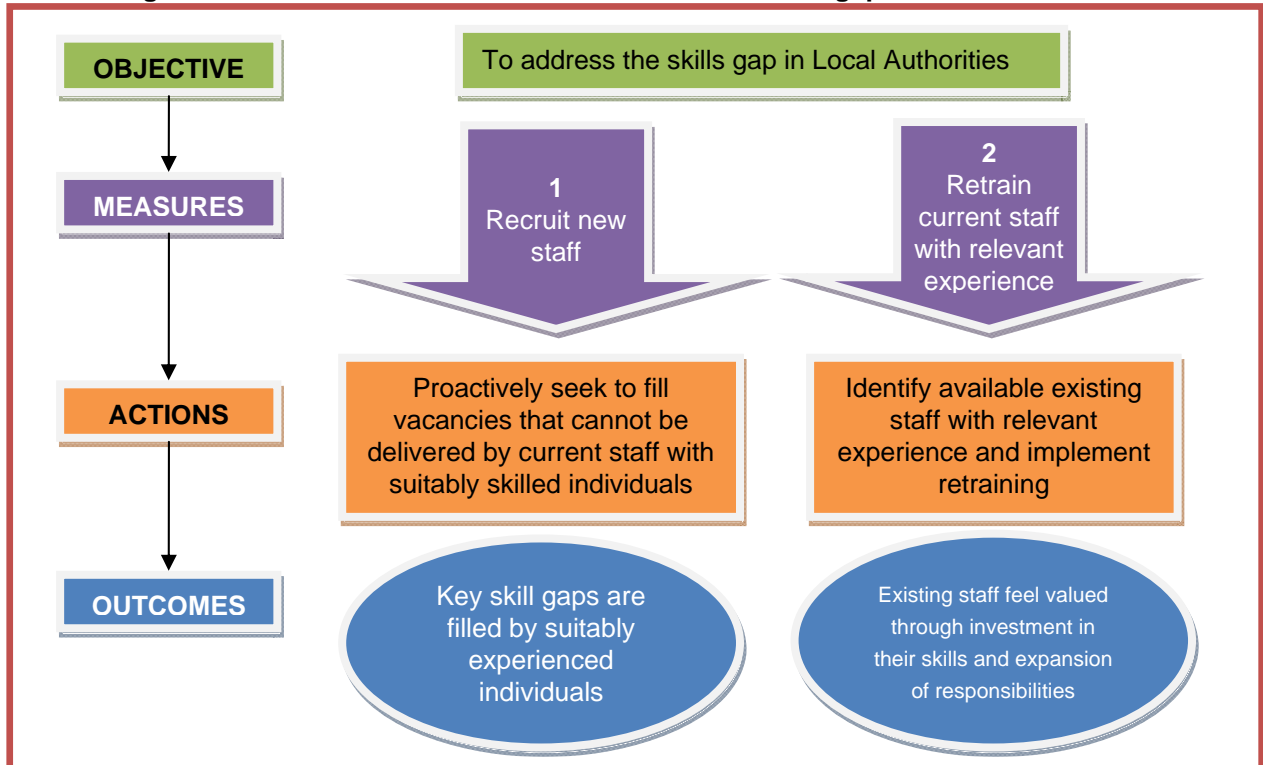 OBJECTIVE
To address the skills gap in Local Authorities
MEASURES
1
Recruit new
staff
2
Retrain
current staff
with relevant
experience
ACTIONS
Proactively seek to fill
vacancies that cannot be
delivered by current staff with
suitably skilled individuals
Identify available existing
staff with relevant
experience and implement
retraining
OUTCOMES
Key skill gaps are
filled by suitably
experienced
individuals
Existing staff feel valued
through investment in
their skills and expansion
of responsibilities